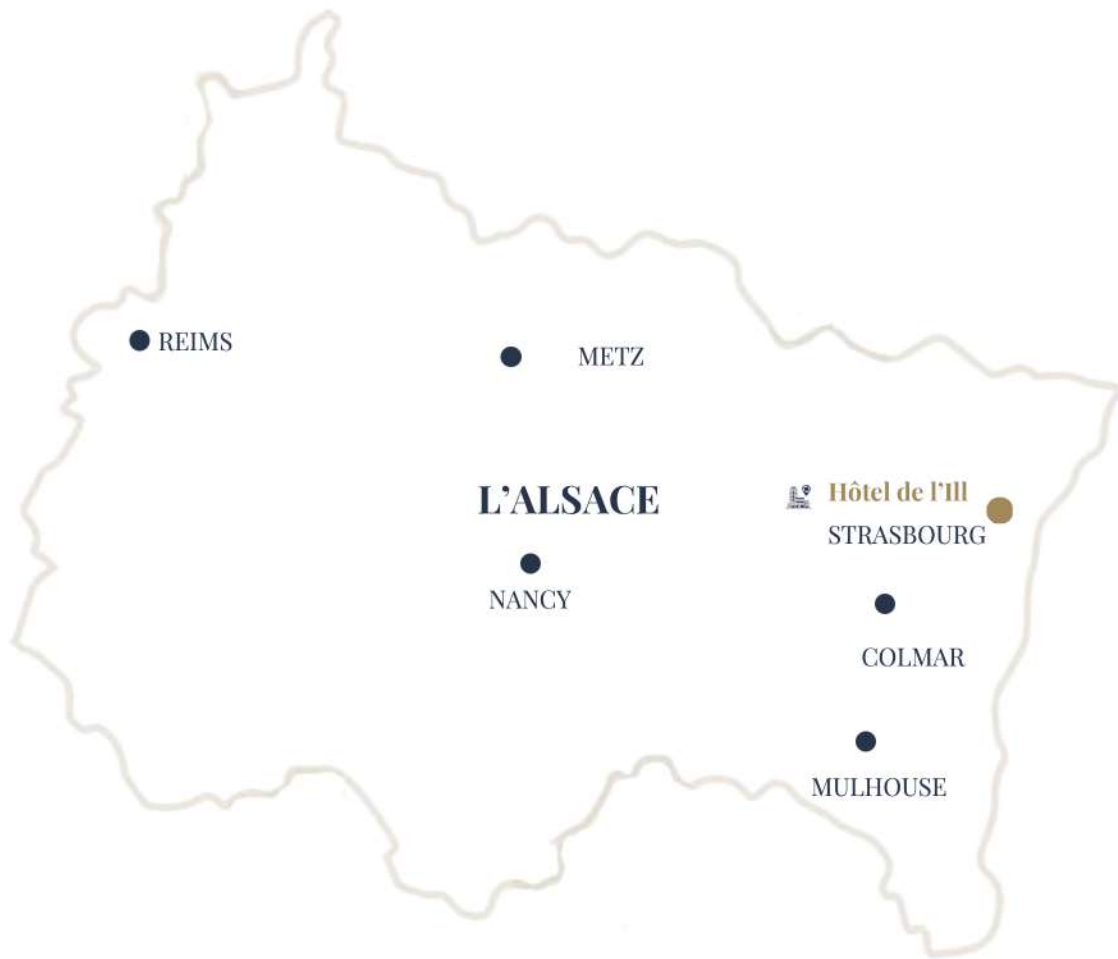 REIMS
METZ
L'ALSACE
Hôtel de l'Ill
STRASBOURG
NANCY
COLMAR
MULHOUSE